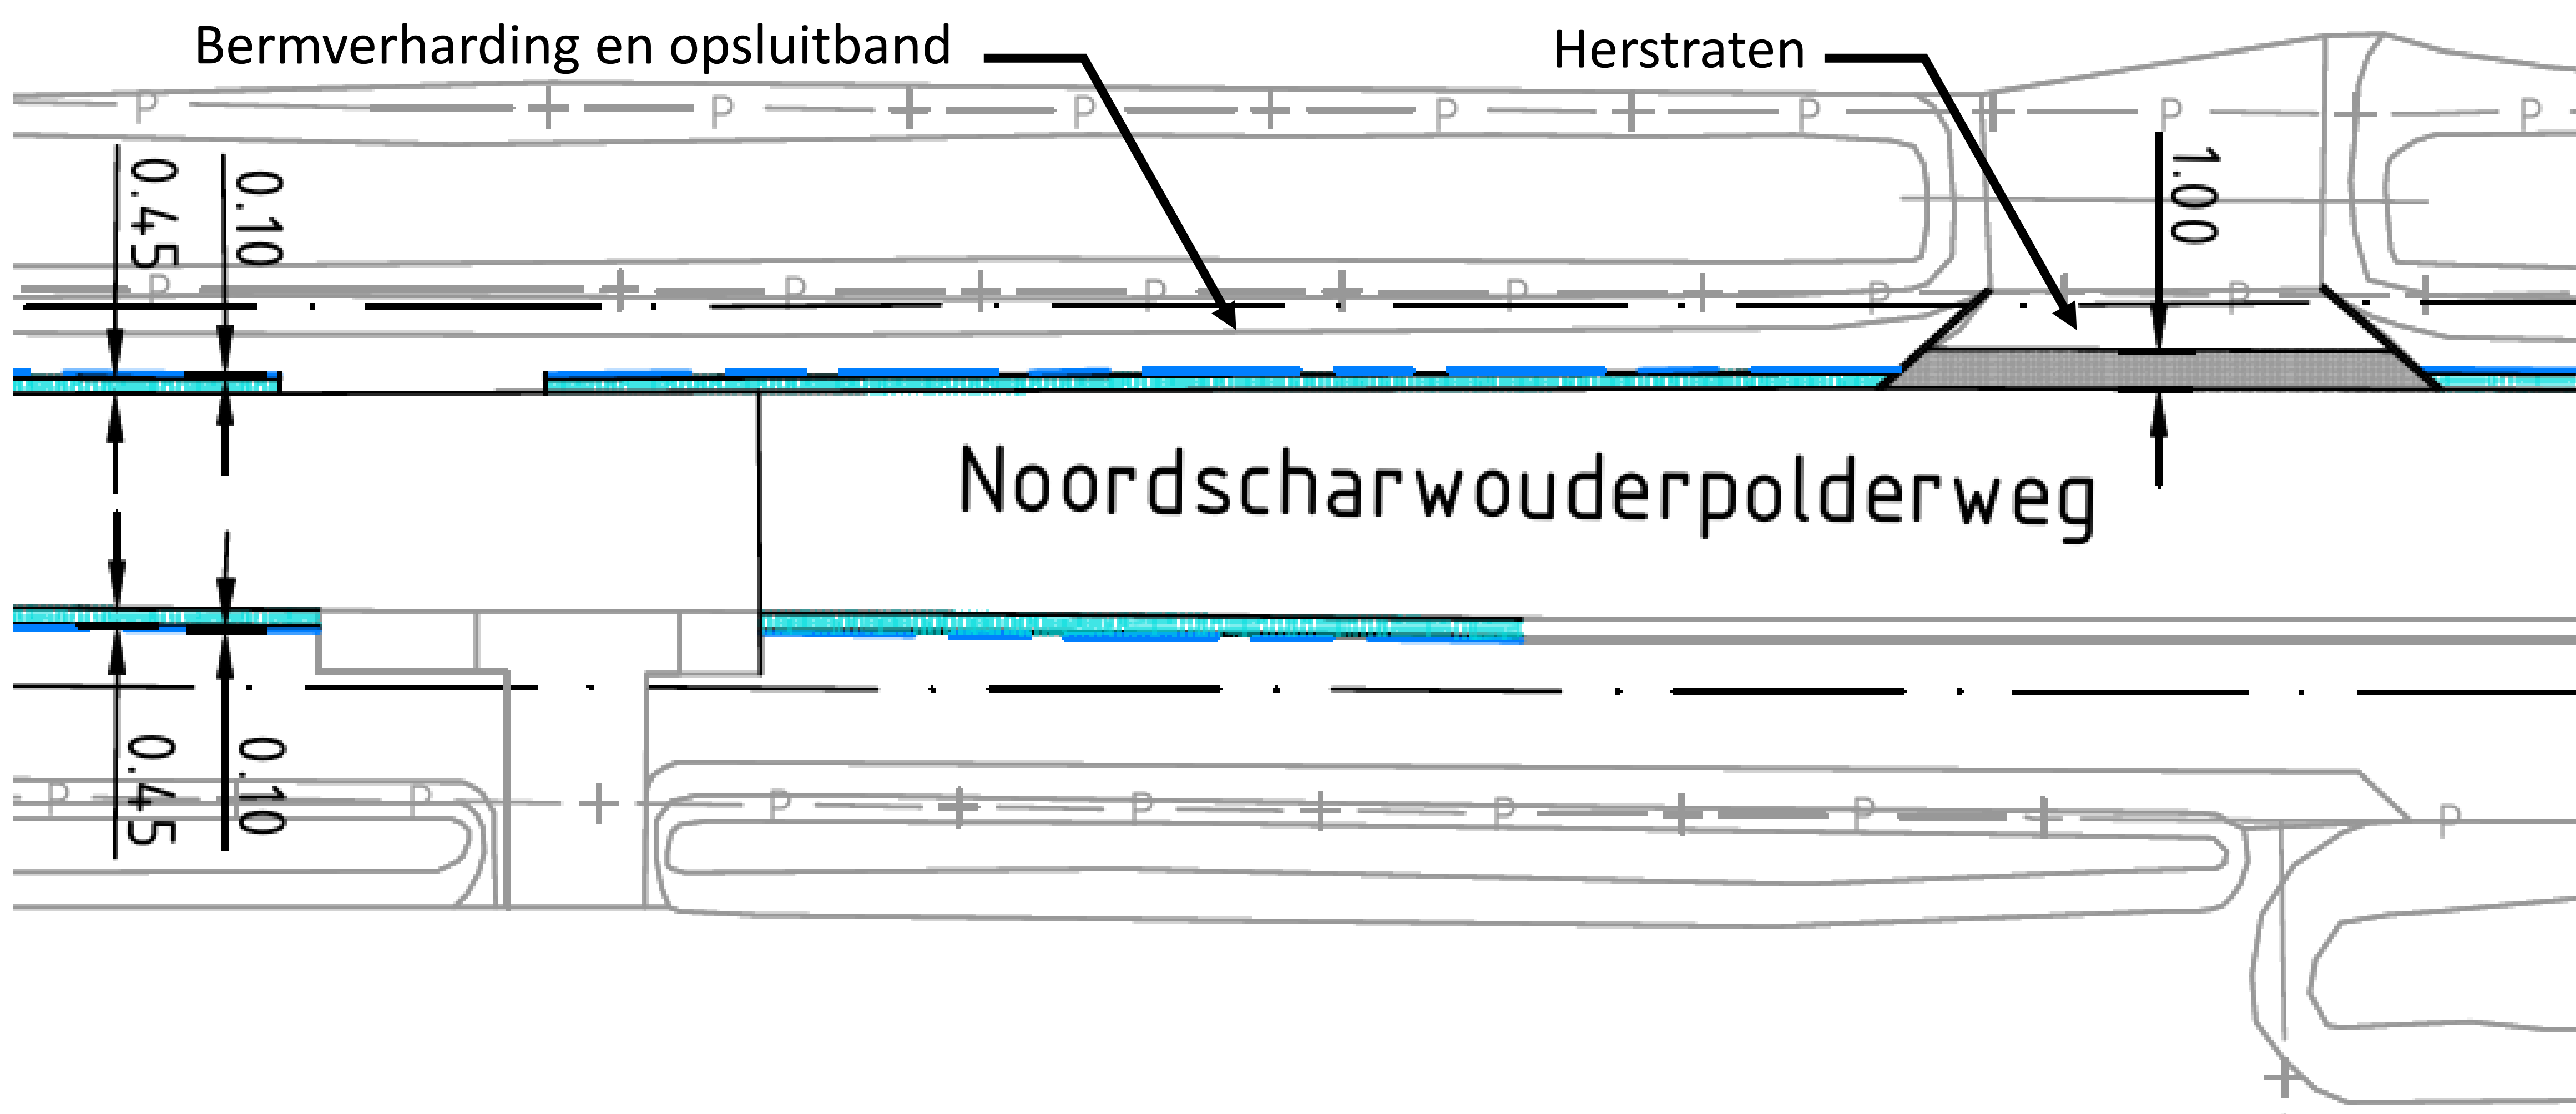 Bermverharding en opsluitband
Herstraten
P P P P P P P
0.45
0.10
1.00
P P P P P P
Noordscharwouderpolderweg
0.45
0.10
P P P P P P P